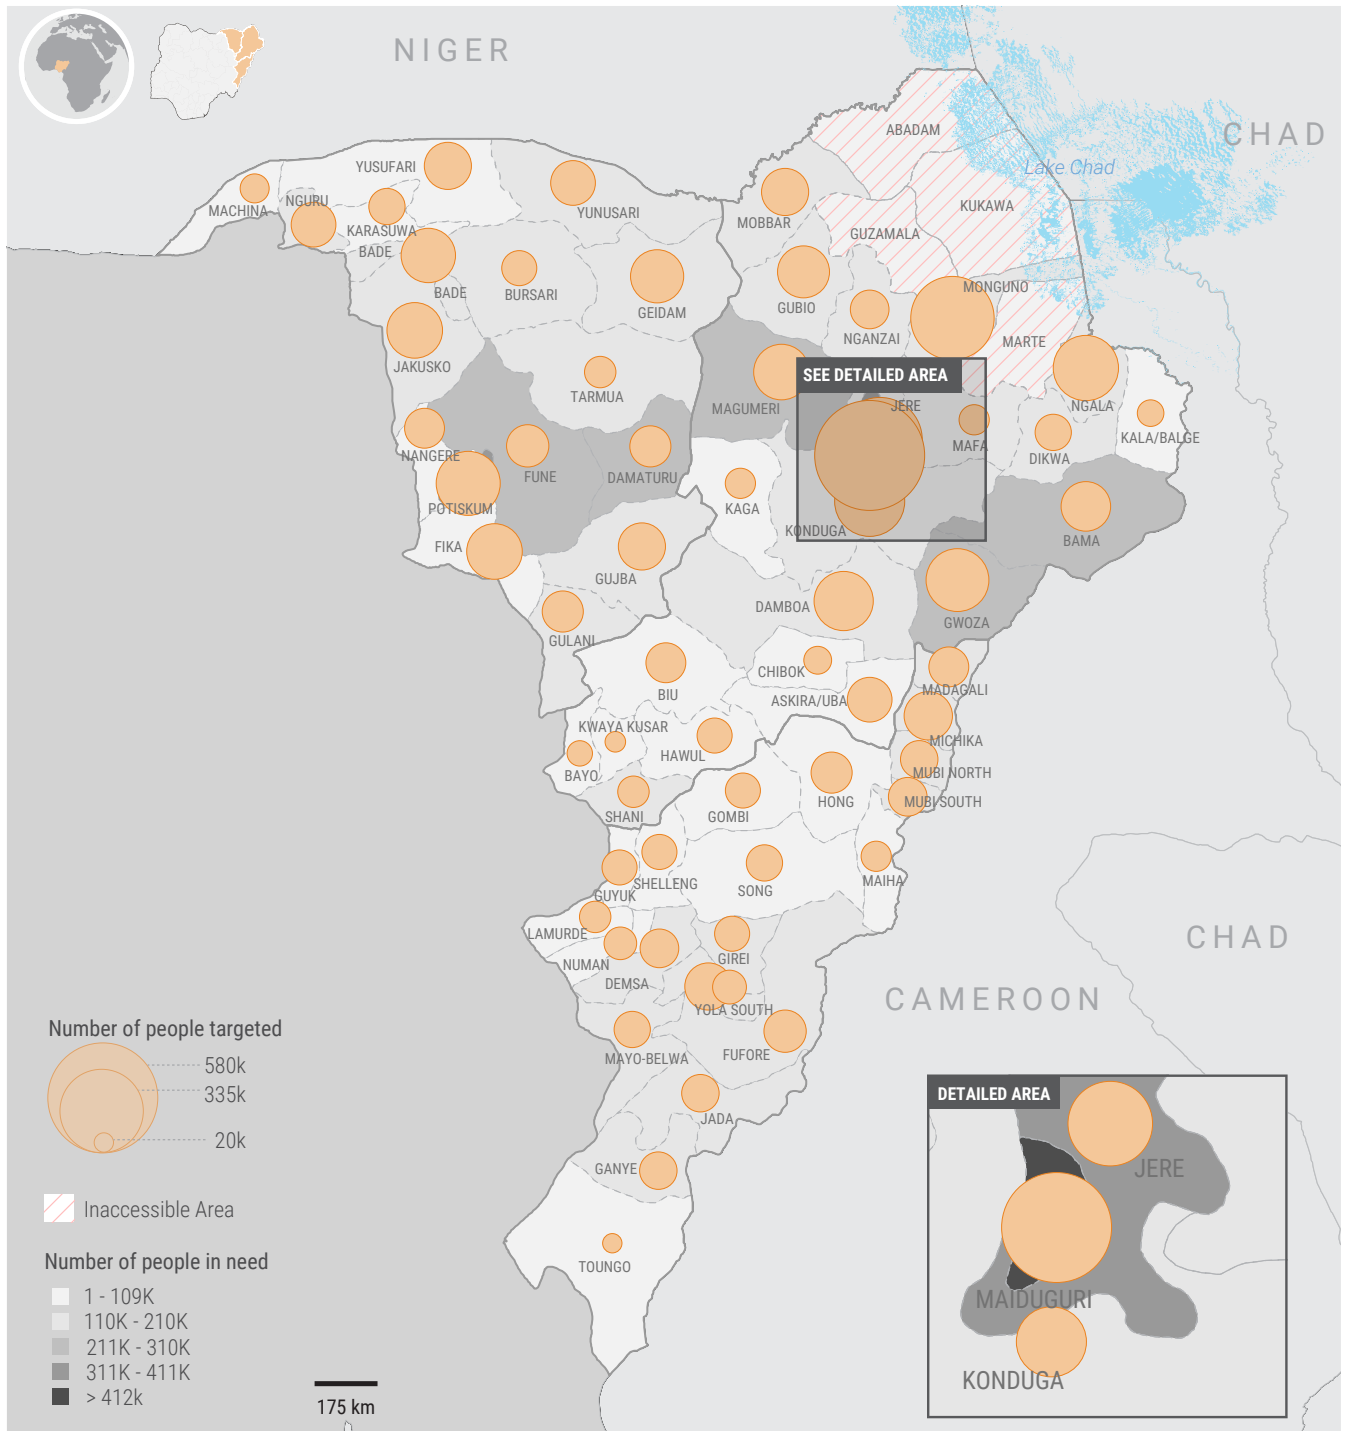 NIGER
CHAD
ABADAM
Lake Chad
YUSUFARI
NGURU
MACHINA
KARASUWA
YUNUSARI
MOBBAR
KUKAWA
GUZAMALA
BADE
BADE
BURSARI
GEIDAM
GUBIO
MONGUNO
NGANZAI
MARTE
JAKUSKO
TARMUA
SEE DETAILED AREA
MAGUMERI
JERE
NGALA
MAFA
KALA/BALGE
DIKWA
NANGERE
FUNE
DAMATURU
POTISKUM
KAGA
KONDUGA
BAMA
FIKA
GUJBA
DAMBOA
GWOZA
GULANI
CHIBOK
BIU
ASKIRA/UBA
MADAGALI
KWAYA KUSAR
MICHIKA
HAWUL
BAYO
MUBI NORTH
HONG
MUBI SOUTH
SHANI
GOMBI
SHELLENG
SONG
MAIHA
GUYUK
LAMURDE
CHAD
NUMAN
GIREI
DEMSA
CAMEROON
YOLA SOUTH
MAYO-BELWA
FUFORE
JADA
GANYE
TOUNGO
Number of people targeted
580k
335k
20k
Inaccessible Area
Number of people in need
1 - 109K
110K - 210K
211K - 310K
311K - 411K
> 412k
175 km
DETAILED AREA
JERE
MAIDUGURI
KONDUGA